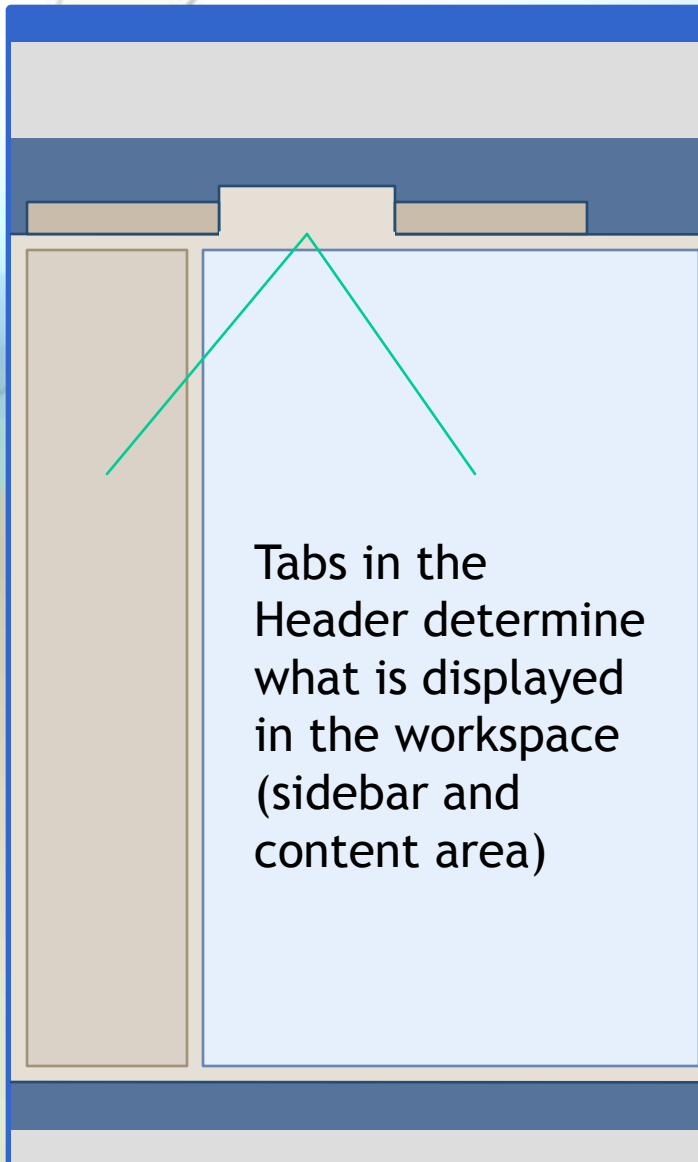 Tabs in the
Header determine
what is displayed
in the workspace
(sidebar and
content area)